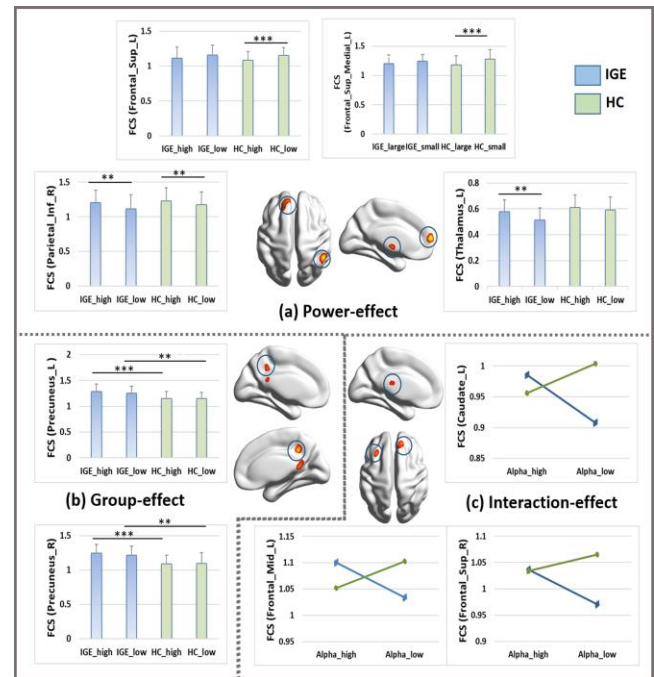 FCS (Frontal_Sup_L)
1.5
1
0.5
0
***
IGE_high IGE_low HC_high HC_low
FCS
(Frontal_Sup_Medial_L)
1.5
1
0.5
0
***
IGE_large IGE_small HC_large HC_small
IGE
HC
FCS (Parietal_Inf_R)
1.5
1
0.5
0
**
**
IGE_high IGE_low HC_high HC_low
FCS (Thalamus_L)
0.8
0.6
0.4
0.2
0
**
IGE_high IGE_low HC_high HC_low
(a) Power-effect
FCS (Precuneus_L)
2
1.5
1
0.5
0
**
***
IGE_high IGE_low HC_high HC_low
FCS (Caudate_L)
1
0.95
0.9
0.85
Alpha_high Alpha_low
(b) Group-effect
(c) Interaction-effect
FCS (Precuneus_R)
1.5
1
0.5
0
**
***
IGE_high IGE_low HC_high HC_low
FCS (Frontal_Mid_L)
1.15
1.1
1.05
1
0.95
Alpha_high Alpha_low
FCS (Frontal_Sup_R)
1.1
1.05
1
0.95
0.9
Alpha_high Alpha_low